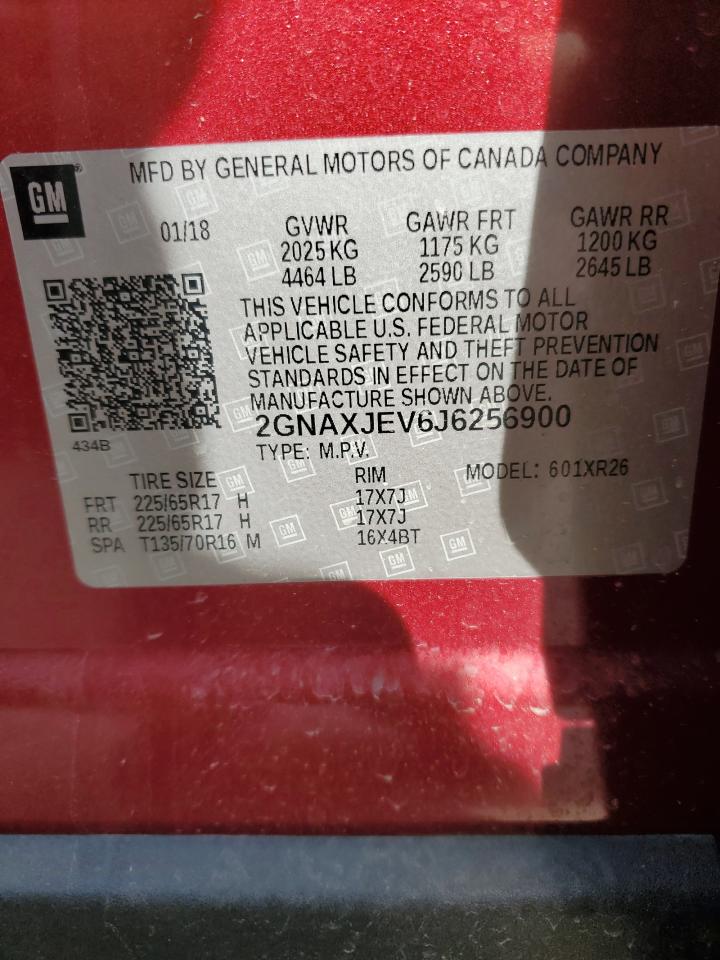 GM
MFD BY GENERAL MOTORS OF CANADA COMPANY
01/18 GVWR GAWR FRT GAWR RR
2025 KG 1175 KG 1200 KG
4464 LB 2590 LB 2645 LB
THIS VEHICLE CONFORMS TO ALL
APPLICABLE U.S. FEDERAL MOTOR
VEHICLE SAFETY AND THEFT PREVENTION
STANDARDS IN EFFECT ON THE DATE OF
MANUFACTURE SHOWN ABOVE.
2GNAXJEV6J6256900
434B
TYPE: M.P.V.
TIRE SIZE RIM MODEL: 601XR26
FRT 225/65R17 H 17X7J
RR 225/65R17 H 17X7J
SPA T135/70R16 M 16X4BT